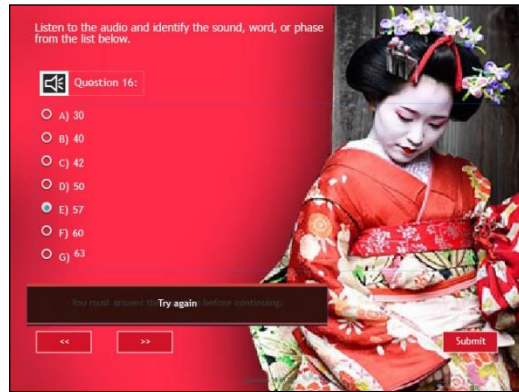 Listen to the audio and identify the sound, word, or phase
from the list below.
Question 16:
A) 30
B) 40
C) 42
D) 50
E) 57
F) 60
G) 63
You must answer the Try again before continuing.
<< >> Submit